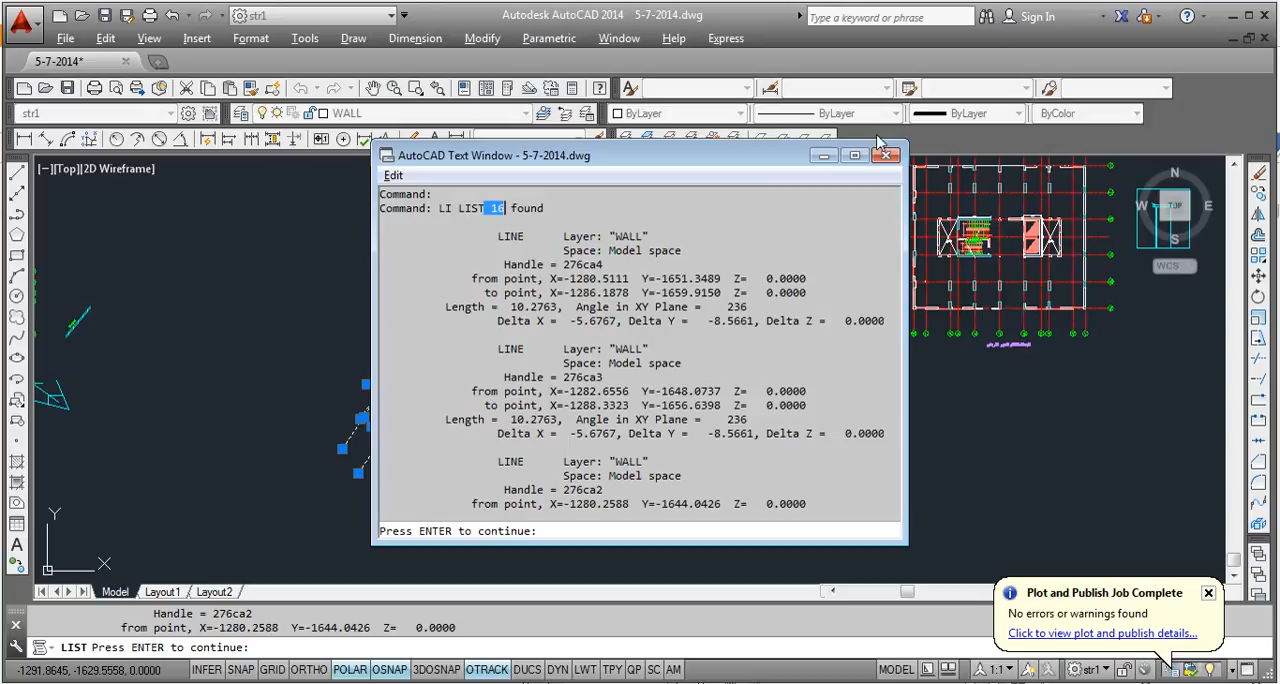 str1
Autodesk AutoCAD 2014 5-7-2014.dwg
Type a keyword or phrase
Sign In
File Edit View Insert Format Tools Draw Dimension Modify Parametric Window Help Express
5-7-2014*
str1
WALL
ByLayer
ByLayer
ByLayer
ByColor
[−][Top][2D Wireframe]
AutoCAD Text Window - 5-7-2014.dwg
Edit
Command:
Command: LI LIST 16 found
LINE Layer: "WALL"
Space: Model space
Handle = 276ca4
from point, X=-1280.5111 Y=-1651.3489 Z= 0.0000
to point, X=-1286.1878 Y=-1659.9150 Z= 0.0000
Length = 10.2763, Angle in XY Plane = 236
Delta X = -5.6767, Delta Y = -8.5661, Delta Z = 0.0000
LINE Layer: "WALL"
Space: Model space
Handle = 276ca3
from point, X=-1282.6556 Y=-1648.0737 Z= 0.0000
to point, X=-1288.3323 Y=-1656.6398 Z= 0.0000
Length = 10.2763, Angle in XY Plane = 236
Delta X = -5.6767, Delta Y = -8.5661, Delta Z = 0.0000
LINE Layer: "WALL"
Space: Model space
Handle = 276ca2
from point, X=-1280.2588 Y=-1644.0426 Z= 0.0000
Press ENTER to continue:
N
W TOP E
S
WCS
Y
X
Model Layout1 Layout2
Handle = 276ca2
from point, X=-1280.2588 Y=-1644.0426 Z= 0.0000
LIST Press ENTER to continue:
Plot and Publish Job Complete
No errors or warnings found
Click to view plot and publish details...
-1291.8645, -1629.5558, 0.0000
INFER SNAP GRID ORTHO POLAR OSNAP 3DOSNAP OTRACK DUCS DYN LWT TPY QP SC AM
MODEL
1:1
str1